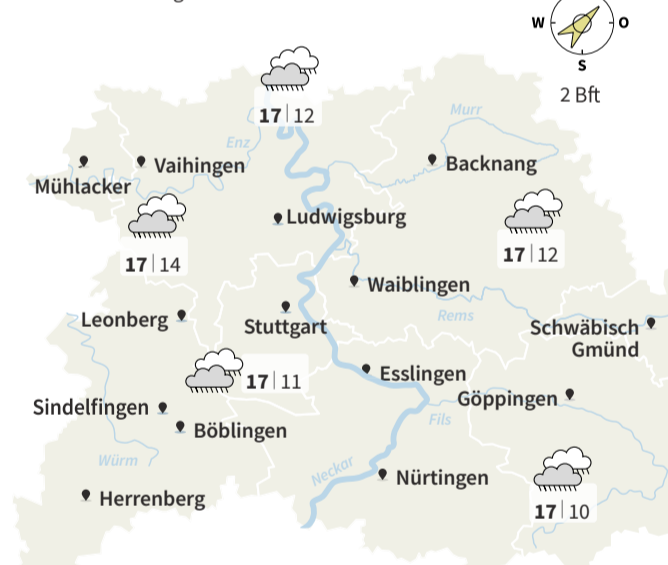 W
O
S
2 Bft
17 | 12
Murr
Enz
Mühlacker
Vaihingen
Backnang
17 | 14
Ludwigsburg
17 | 12
Waiblingen
Leonberg
Stuttgart
Rems
Schwäbisch
Gmünd
17 | 11
Esslingen
Göppingen
Sindelfingen
Böblingen
Fils
Würm
Neckar
Nürtingen
Herrenberg
17 | 10